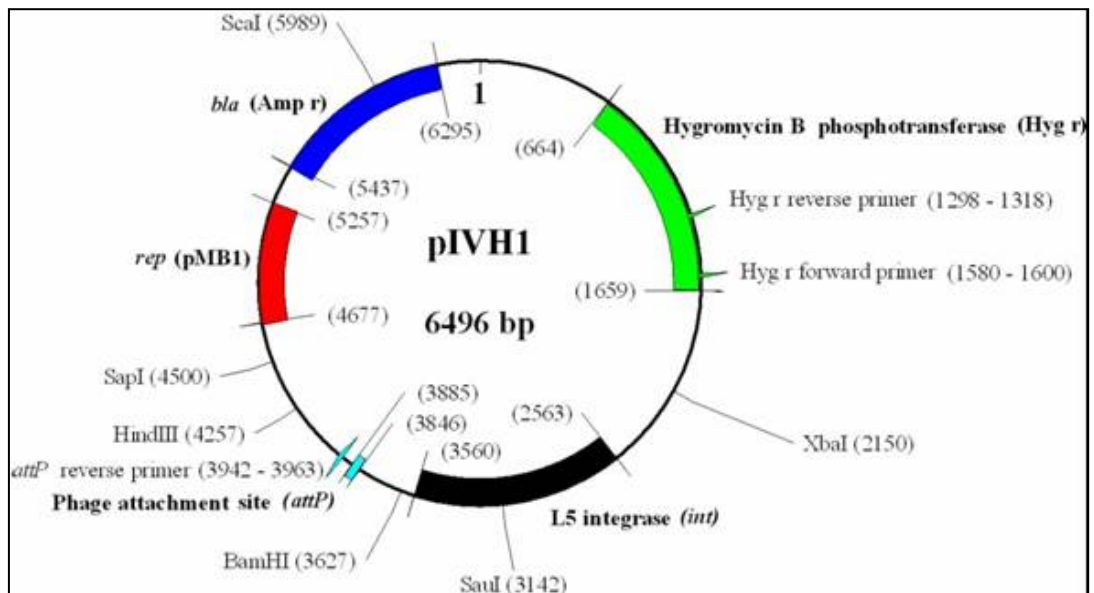 ScaI (5989)
bla (Amp r)
1
(6295)
(664)
Hygromycin B phosphotransferase (Hyg r)
(5437)
(5257)
Hyg r reverse primer (1298 - 1318)
rep (pMB1)
pIVH1
Hyg r forward primer (1580 - 1600)
(1659)
(4677)
6496 bp
SapI (4500)
(3885)
(3846)
(2563)
HindIII (4257)
(3560)
XbaI (2150)
attP reverse primer (3942 - 3963)
Phage attachment site (attP)
L5 integrase (int)
BamHI (3627)
SauI (3142)